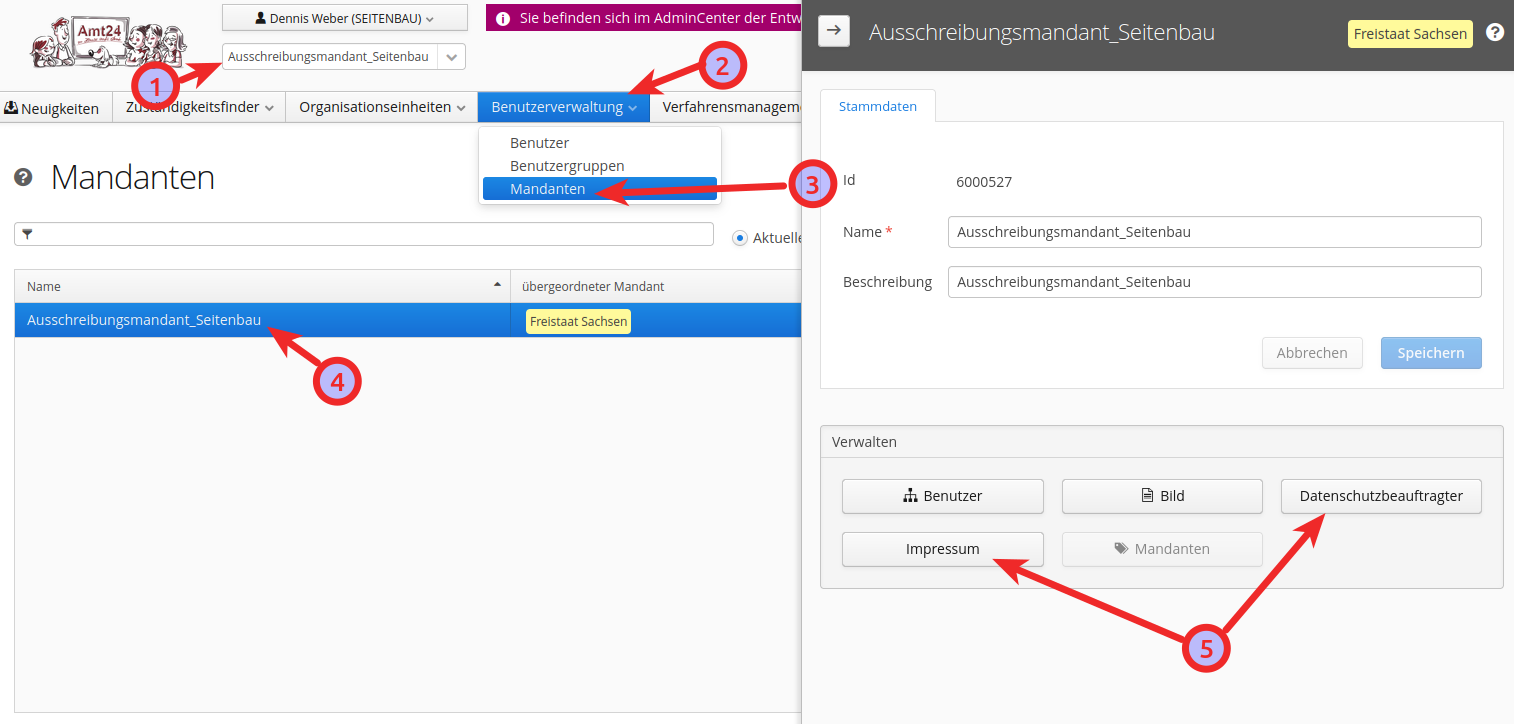 Amt24
Dennis Weber (SEITENBAU)
Ausschreibungsmandant_Seitenbau
Sie befinden sich im AdminCenter der Entw
1
2
Neuigkeiten
Zuständigkeitsfinder
Organisationseinheiten
Benutzerverwaltung
Verfahrensmanageme
Benutzer
Benutzergruppen
Mandanten
3
Mandanten
Aktuelle
Name
übergeordneter Mandant
Ausschreibungsmandant_Seitenbau
Freistaat Sachsen
4
Ausschreibungsmandant_Seitenbau
Freistaat Sachsen
Stammdaten
Id
6000527
Name *
Ausschreibungsmandant_Seitenbau
Beschreibung
Ausschreibungsmandant_Seitenbau
Abbrechen
Speichern
Verwalten
Benutzer
Bild
Datenschutzbeauftragter
Impressum
Mandanten
5